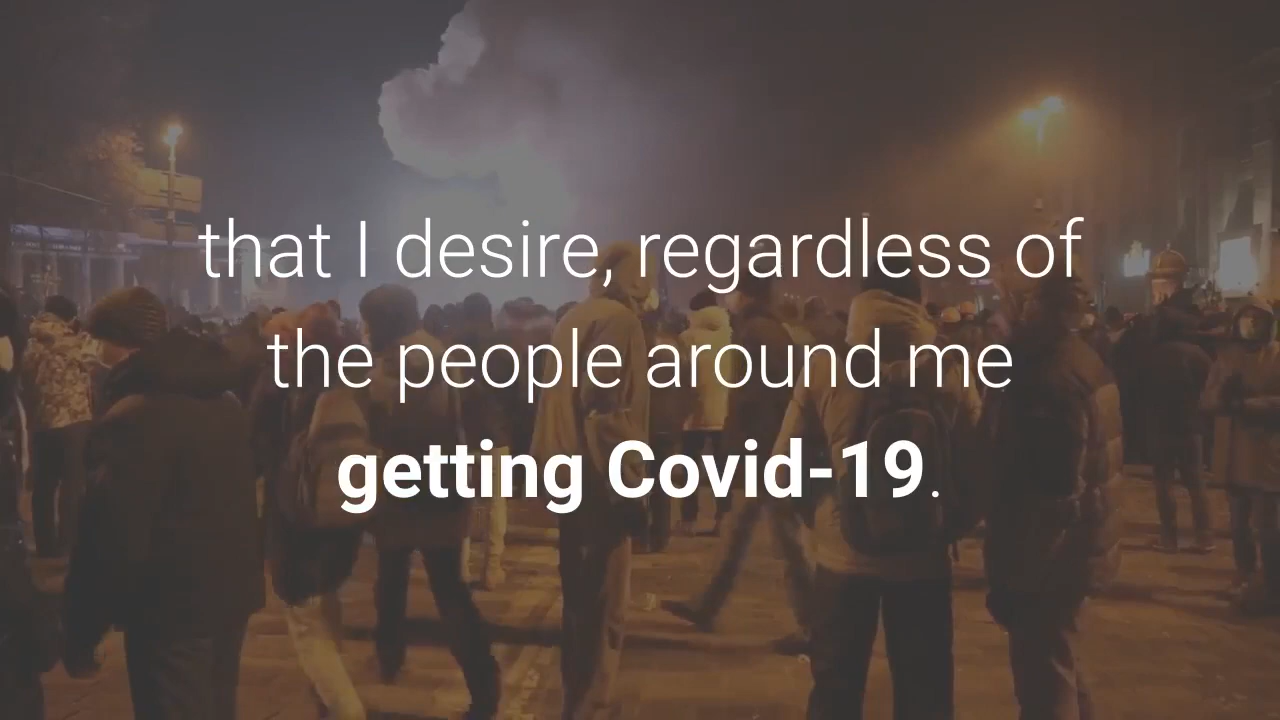 that I desire, regardless of
the people around me
getting Covid-19.